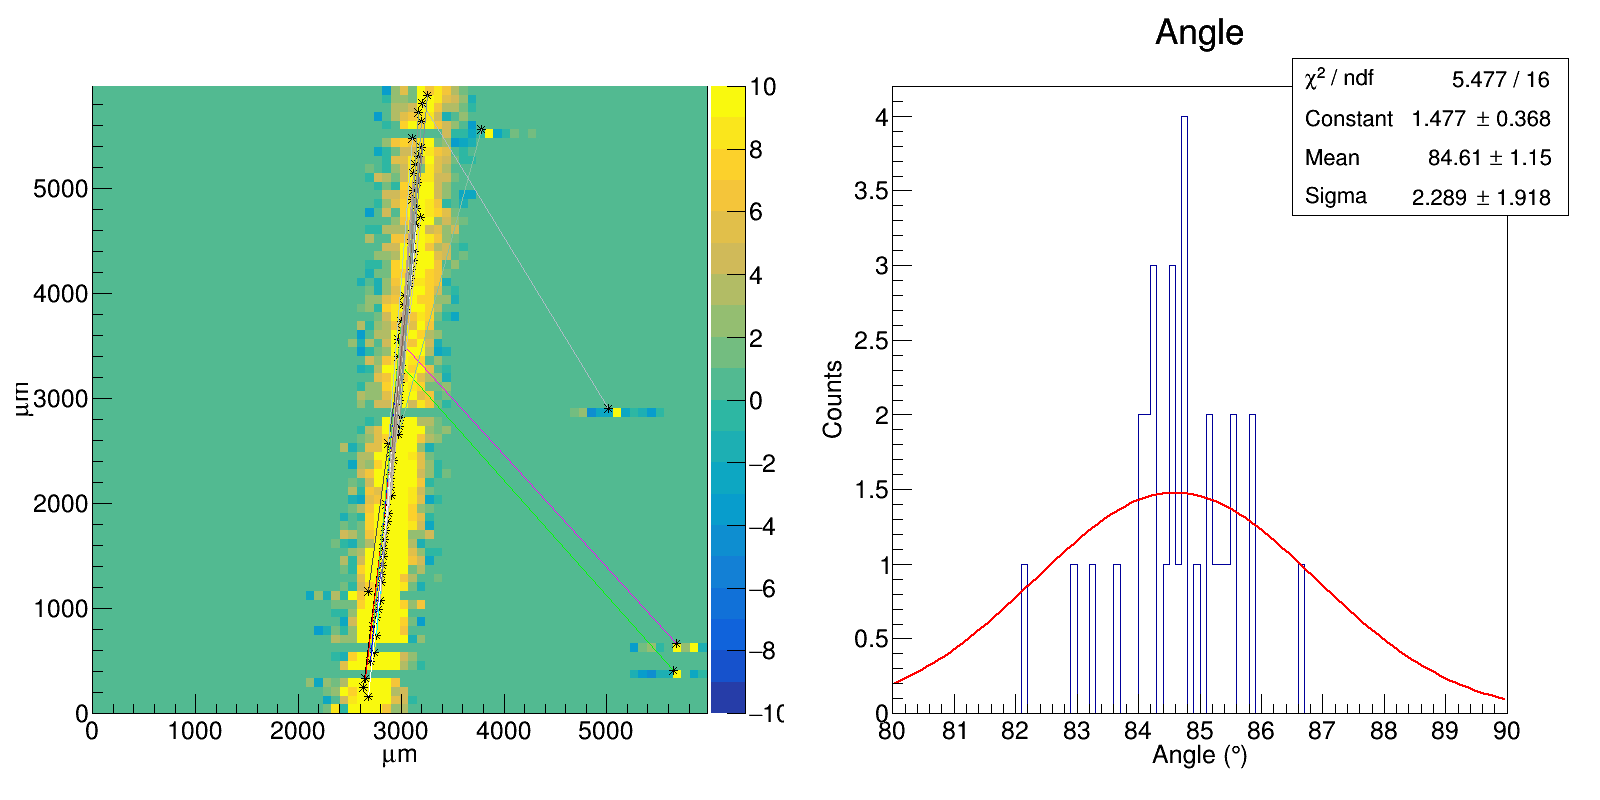 Angle
χ² / ndf 5.477 / 16
Constant 1.477 ± 0.368
Mean 84.61 ± 1.15
Sigma 2.289 ± 1.918
μm
5000
4000
3000
2000
1000
0
0 1000 2000 3000 4000 5000
μm
10
8
6
4
2
0
−2
−4
−6
−8
−10
Counts
4
3.5
3
2.5
2
1.5
1
0.5
0
80 81 82 83 84 85 86 87 88 89 90
Angle (°)